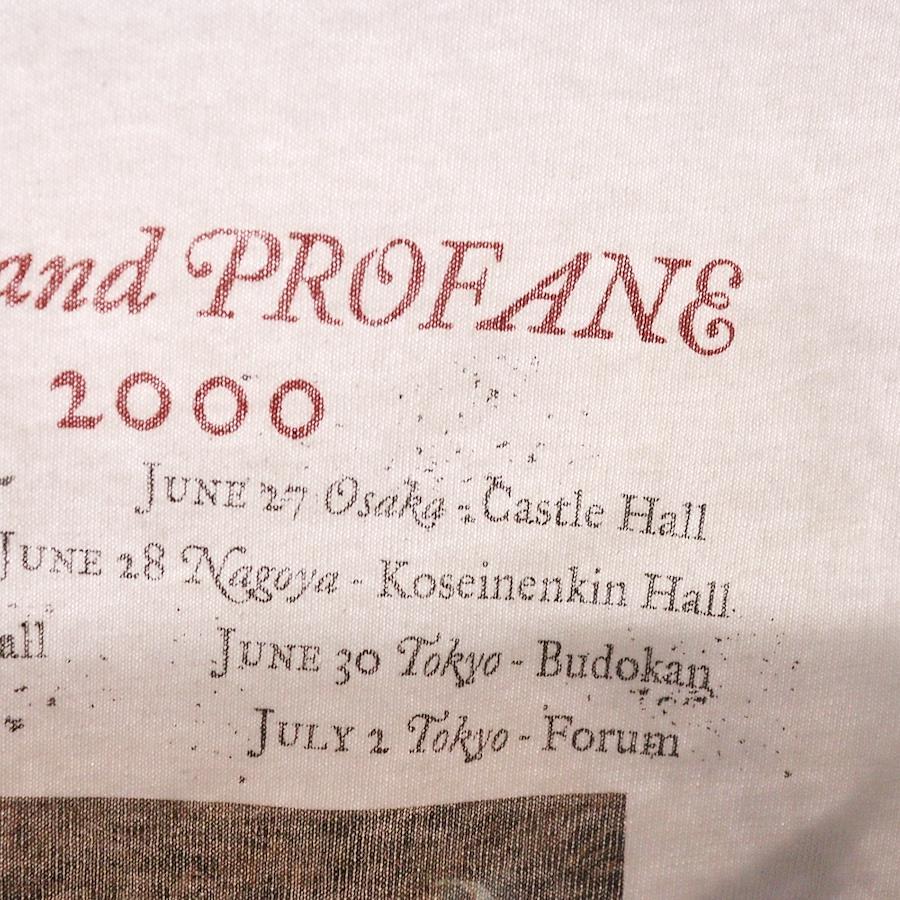 and PROFANE
2000
JUNE 27 Osaka - Castle Hall
JUNE 28 Nagoya - Koseinenkin Hall
all JUNE 30 Tokyo - Budokan
JULY 2 Tokyo - Forum